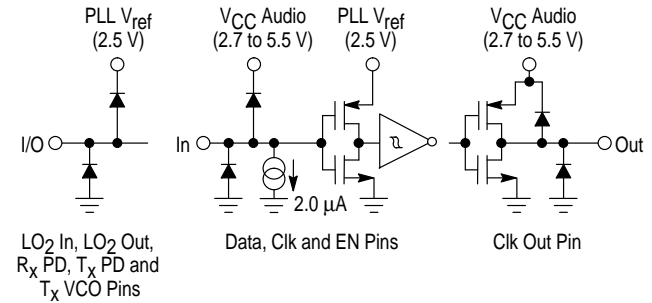 PLL Vref
(2.5 V)
VCC Audio
(2.7 to 5.5 V)
PLL Vref
(2.5 V)
VCC Audio
(2.7 to 5.5 V)
I/O
In
2.0 µA
Out
LO2 In, LO2 Out,
RX PD, TX PD and
TX VCO Pins
Data, Clk and EN Pins
Clk Out Pin